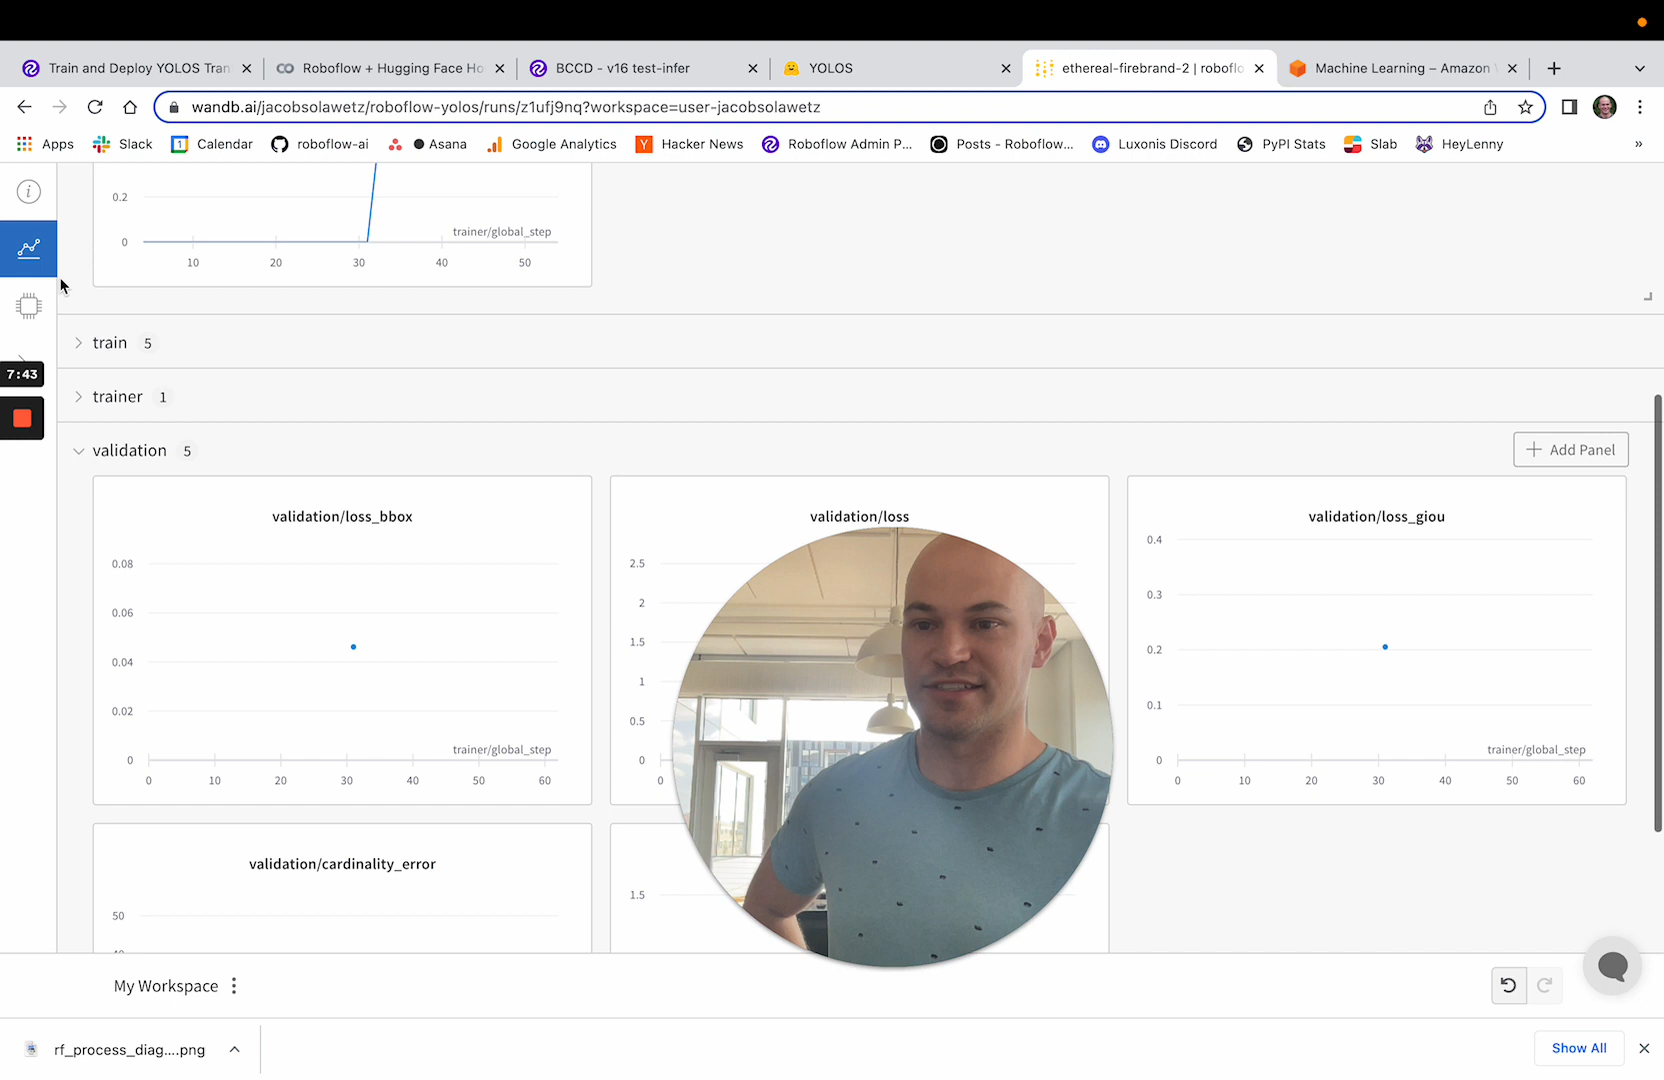 Train and Deploy YOLOS Tran
Roboflow + Hugging Face Ho
BCCD - v16 test-infer
YOLOS
ethereal-firebrand-2 | roboflo
Machine Learning – Amazon
wandb.ai/jacobsolawetz/roboflow-yolos/runs/z1ufj9nq?workspace=user-jacobsolawetz
Apps
Slack
1
Calendar
roboflow-ai
Asana
Google Analytics
Y
Hacker News
Roboflow Admin P...
Posts - Roboflow...
Luxonis Discord
PyPI Stats
Slab
HeyLenny
»
0.2
0
trainer/global_step
10 20 30 40 50
train 5
7:43
trainer 1
validation 5
Add Panel
validation/loss_bbox
0.08
0.06
0.04
0.02
0
trainer/global_step
0 10 20 30 40 50 60
validation/loss
2.5
2
1.5
1
0.5
0
0
validation/loss_giou
0.4
0.3
0.2
0.1
0
trainer/global_step
0 10 20 30 40 50 60
validation/cardinality_error
50
1.5
My Workspace
rf_process_diag....png
Show All